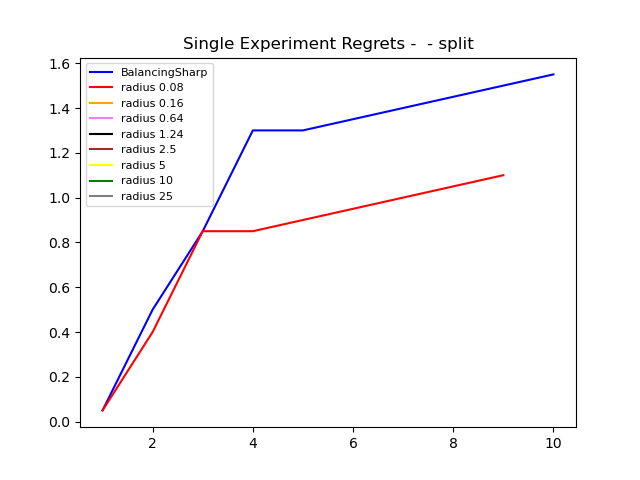 Single Experiment Regrets -  - split
BalancingSharp
radius 0.08
radius 0.16
radius 0.64
radius 1.24
radius 2.5
radius 5
radius 10
radius 25
1.6
1.4
1.2
1.0
0.8
0.6
0.4
0.2
0.0
2 4 6 8 10